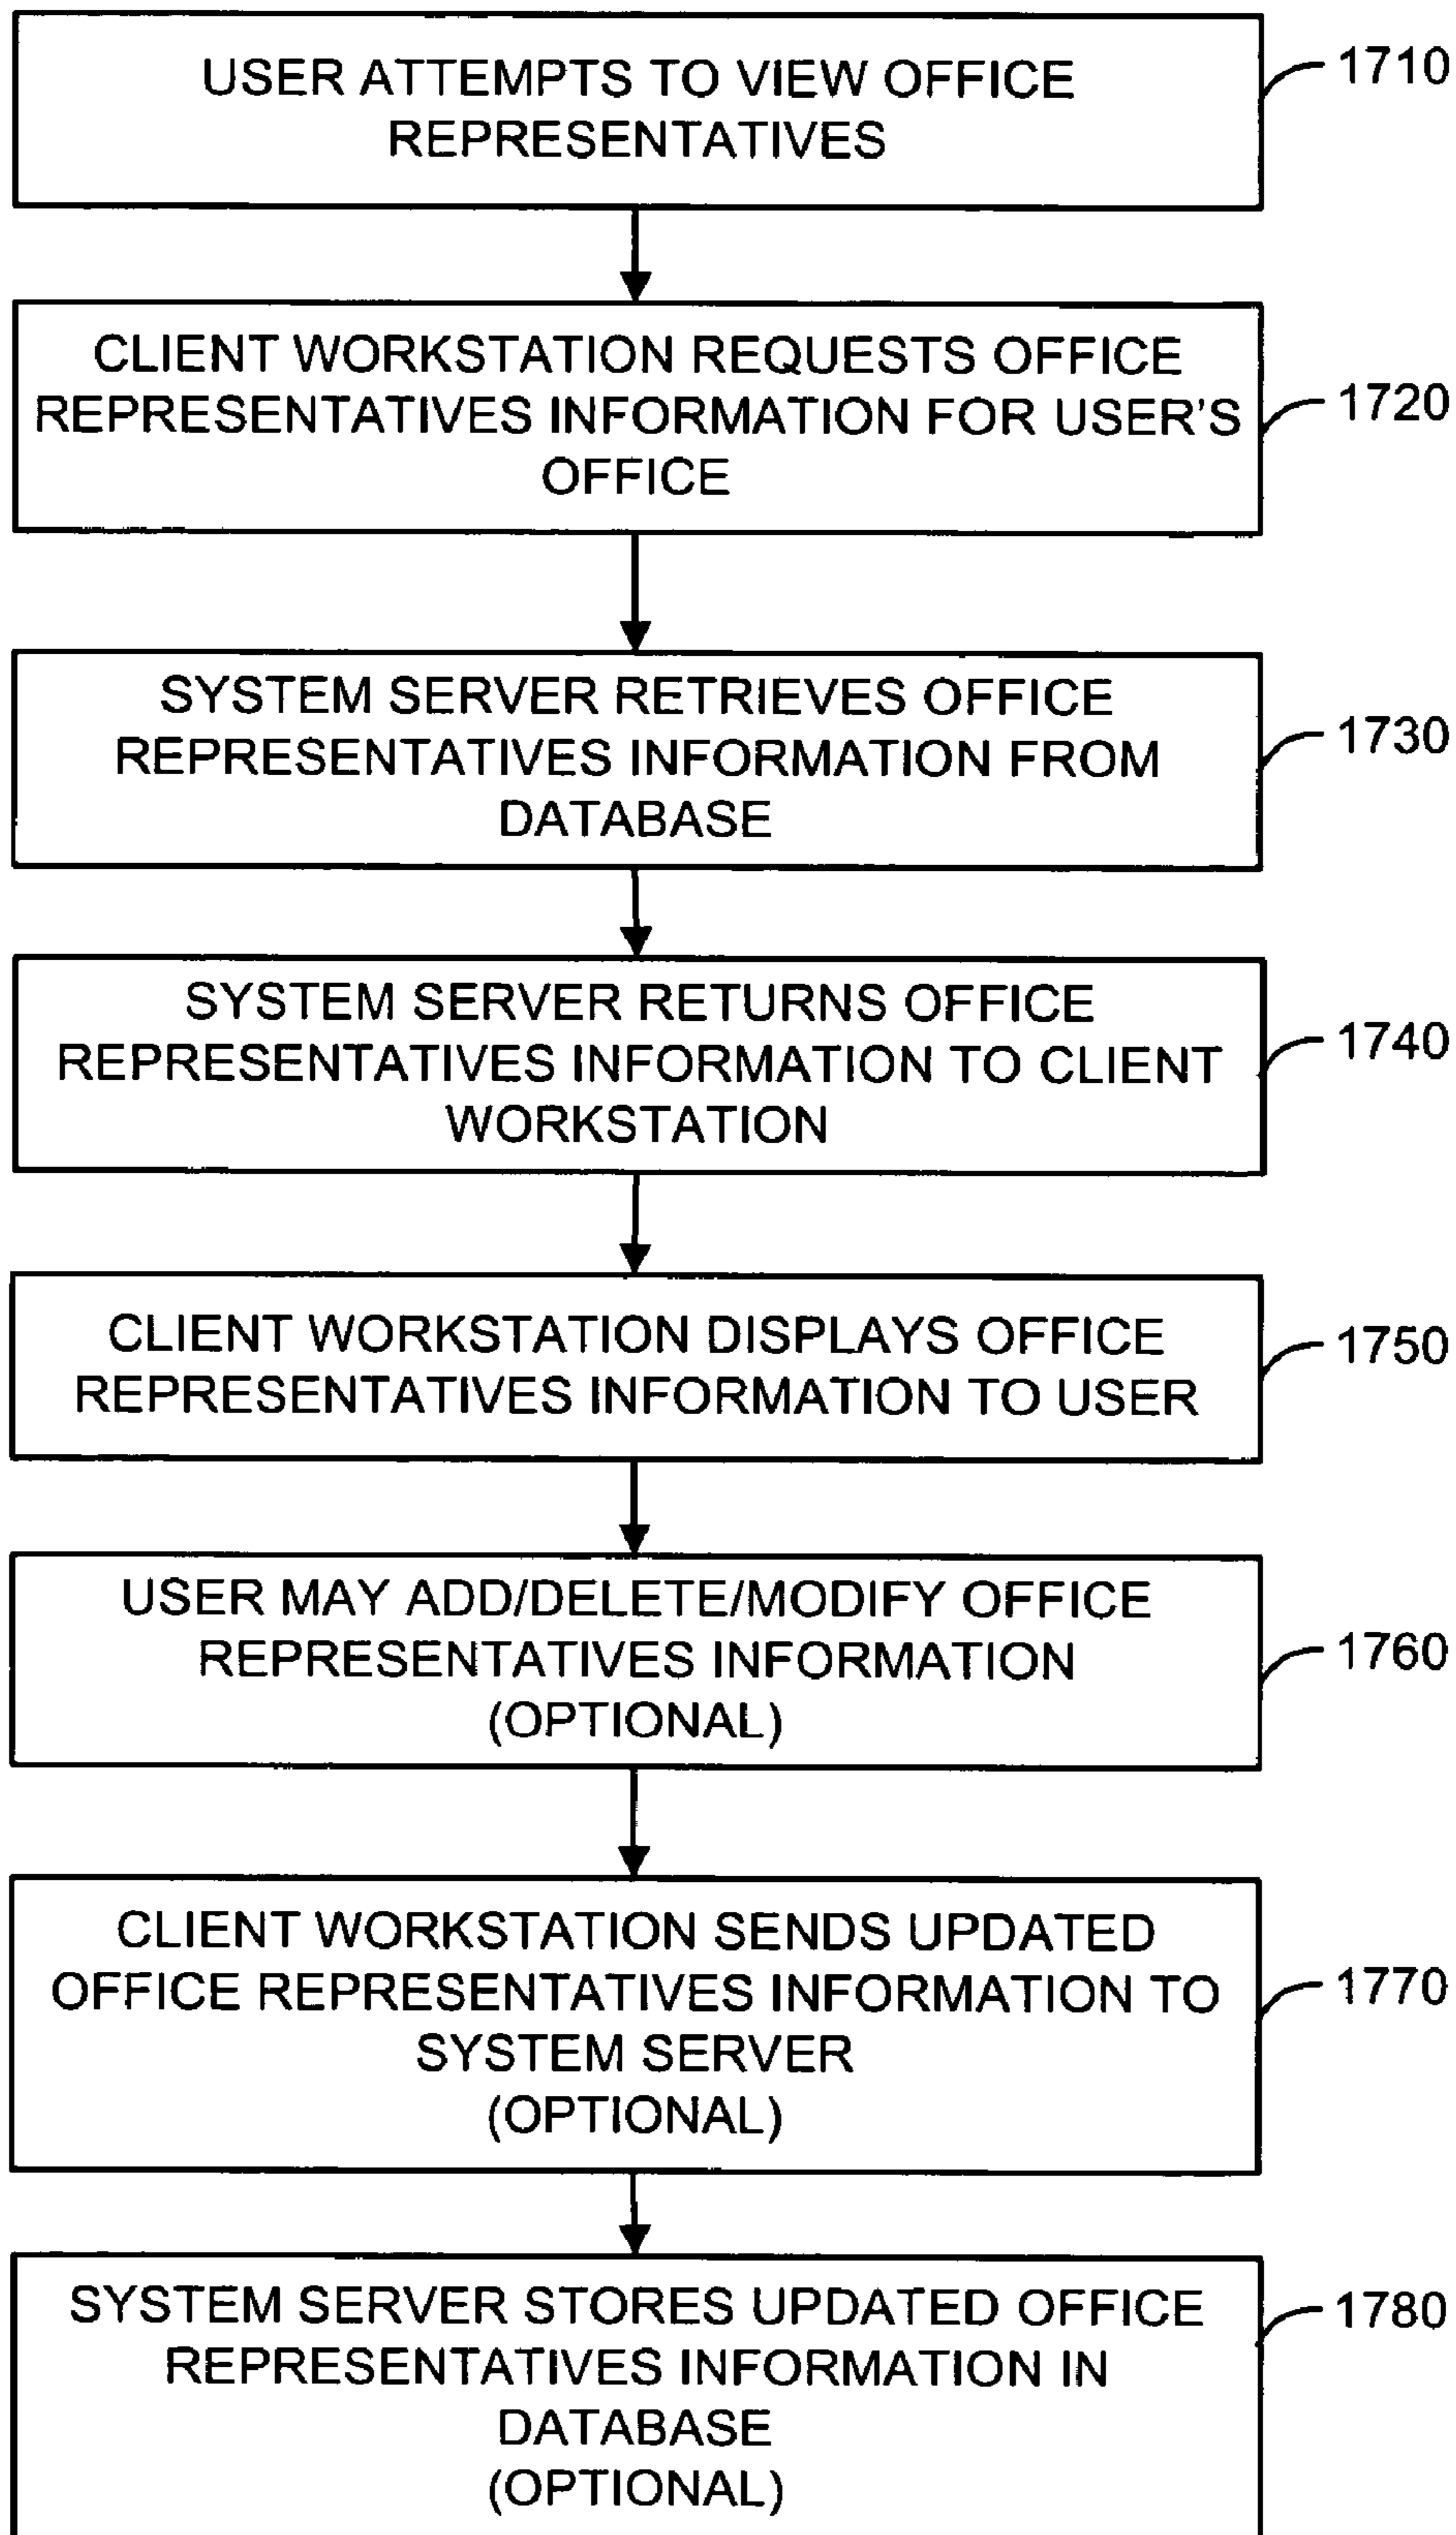 USER ATTEMPTS TO VIEW OFFICE
REPRESENTATIVES
1710
CLIENT WORKSTATION REQUESTS OFFICE
REPRESENTATIVES INFORMATION FOR USER'S
OFFICE
1720
SYSTEM SERVER RETRIEVES OFFICE
REPRESENTATIVES INFORMATION FROM
DATABASE
1730
SYSTEM SERVER RETURNS OFFICE
REPRESENTATIVES INFORMATION TO CLIENT
WORKSTATION
1740
CLIENT WORKSTATION DISPLAYS OFFICE
REPRESENTATIVES INFORMATION TO USER
1750
USER MAY ADD/DELETE/MODIFY OFFICE
REPRESENTATIVES INFORMATION
(OPTIONAL)
1760
CLIENT WORKSTATION SENDS UPDATED
OFFICE REPRESENTATIVES INFORMATION TO
SYSTEM SERVER
(OPTIONAL)
1770
SYSTEM SERVER STORES UPDATED OFFICE
REPRESENTATIVES INFORMATION IN
DATABASE
(OPTIONAL)
1780